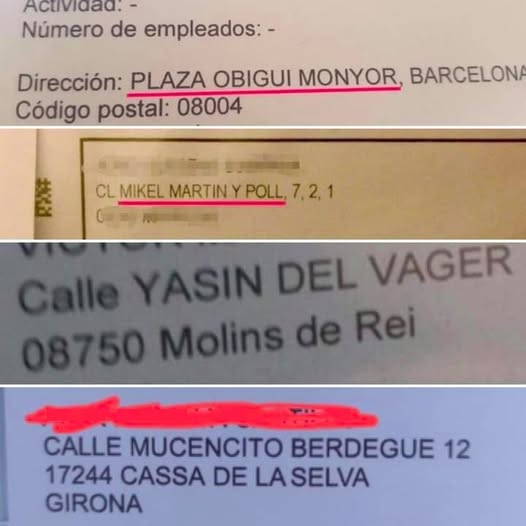 Actividad: -
Número de empleados: -
Dirección: PLAZA OBIGUI MONYOR, BARCELONA
Código postal: 08004
CL MIKEL MARTIN Y POLL, 7, 2, 1
Calle YASIN DEL VAGER
08750 Molins de Rei
CALLE MUCENCITO BERDEGUE 12
17244 CASSA DE LA SELVA
GIRONA